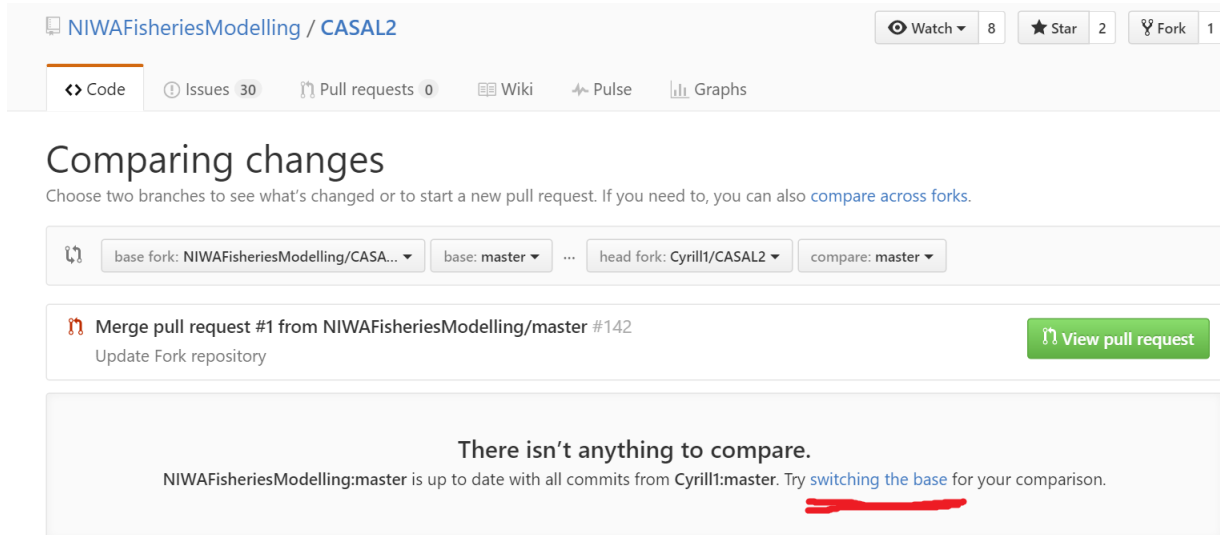 NIWAFisheriesModelling / CASAL2
Watch 8 Star 2 Fork 1
Code Issues 30 Pull requests 0 Wiki Pulse Graphs
Comparing changes
Choose two branches to see what's changed or to start a new pull request. If you need to, you can also compare across forks.
base fork: NIWAFisheriesModelling/CASA... base: master ... head fork: Cyrill1/CASAL2 compare: master
Merge pull request #1 from NIWAFisheriesModelling/master #142
View pull request
Update Fork repository
There isn't anything to compare.
NIWAFisheriesModelling:master is up to date with all commits from Cyrill1:master. Try switching the base for your comparison.